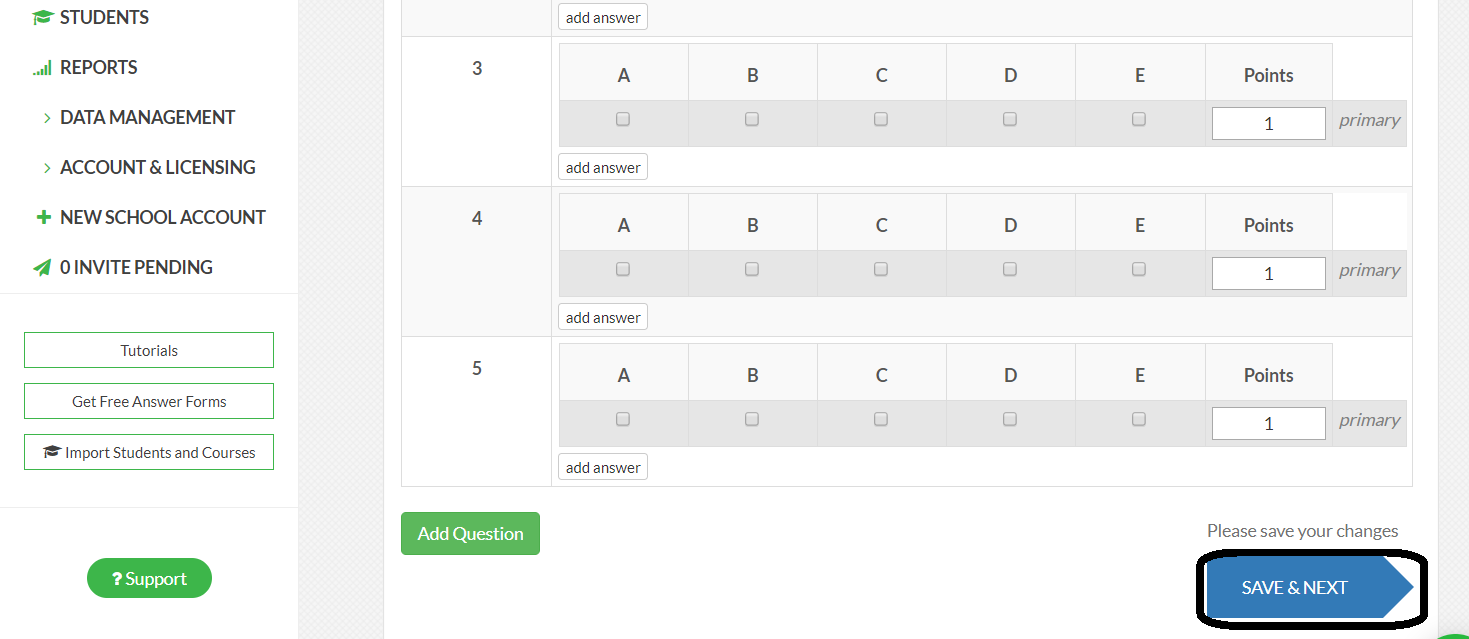 STUDENTS
REPORTS
DATA MANAGEMENT
ACCOUNT & LICENSING
NEW SCHOOL ACCOUNT
0 INVITE PENDING
Tutorials
Get Free Answer Forms
Import Students and Courses
? Support
add answer
3
A B C D E Points
1 primary
add answer
4
A B C D E Points
1 primary
add answer
5
A B C D E Points
1 primary
add answer
Add Question
Please save your changes
SAVE & NEXT